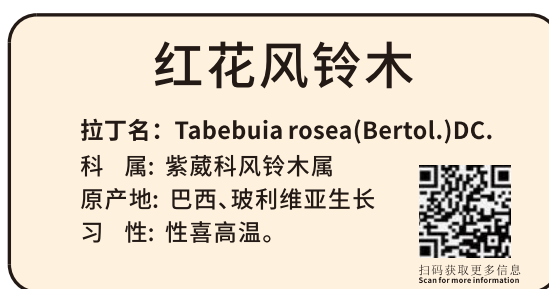 红花风铃木
拉丁名：Tabebuia rosea(Bertol.)DC.
科　属: 紫葳科风铃木属
原产地: 巴西、玻利维亚生长
习　性: 性喜高温。
扫码获取更多信息
Scan for more information